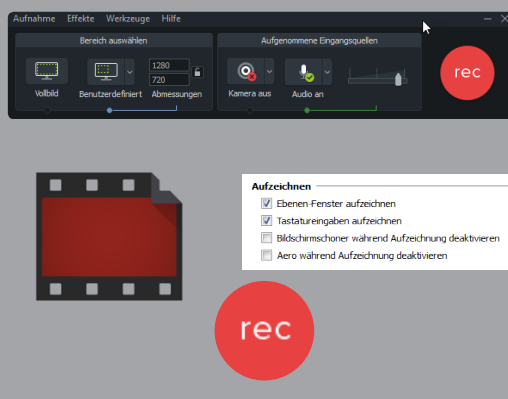 Aufnahme Effekte Werkzeuge Hilfe
Bereich auswählen
Aufgenommene Eingangsquellen
1280
720
rec
Vollbild Benutzerdefiniert Abmessungen
Kamera aus Audio an
Aufzeichnen
Ebenen-Fenster aufzeichnen
Tastatureingaben aufzeichnen
Bildschirmschoner während Aufzeichnung deaktivieren
Aero während Aufzeichnung deaktivieren
rec